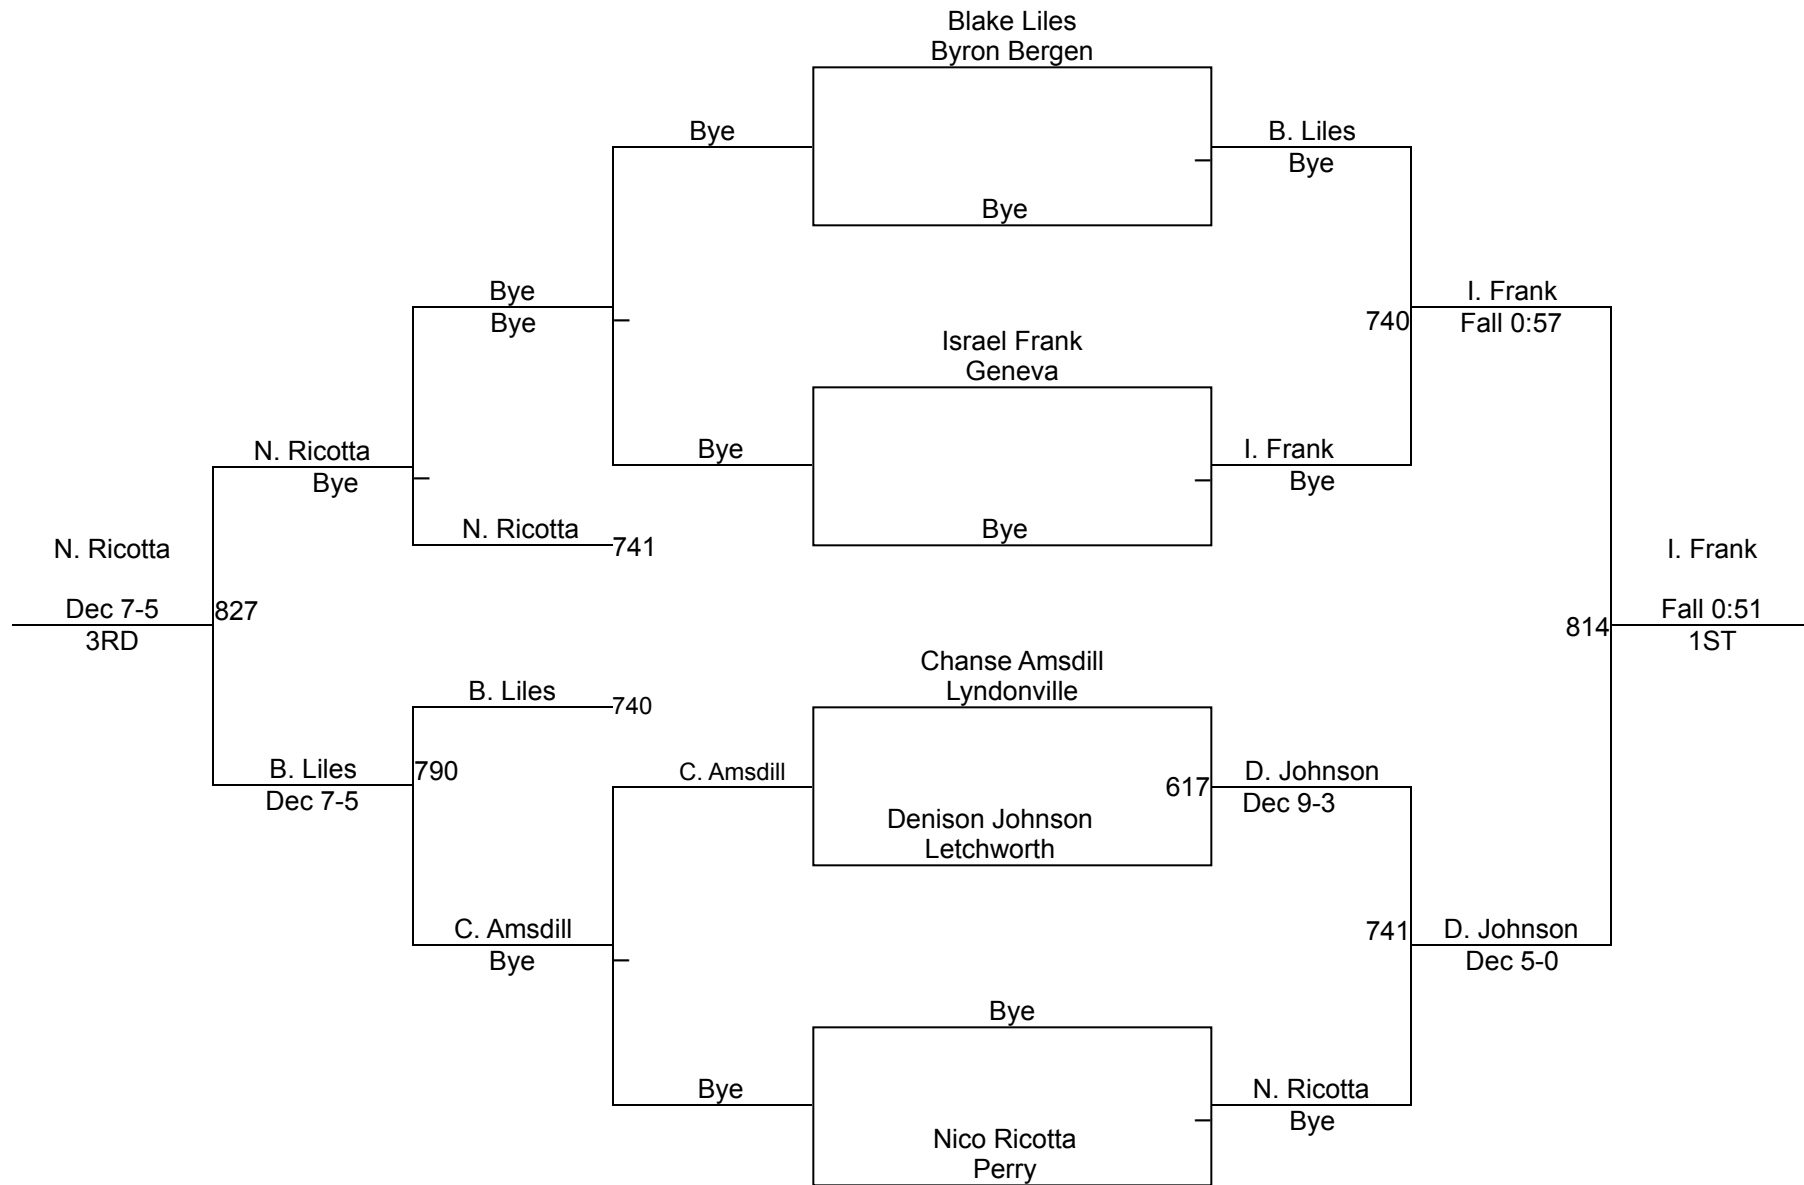 Blake Liles
Byron Bergen
Bye
B. Liles
Bye
Bye
Bye
Bye
I. Frank
Fall 0:57
740
Israel Frank
Geneva
N. Ricotta
Bye
Bye
I. Frank
Bye
N. Ricotta
741
Bye
N. Ricotta
I. Frank
Dec 7-5
827
3RD
814
Fall 0:51
1ST
Chanse Amsdill
Lyndonville
B. Liles
740
B. Liles
790
Dec 7-5
C. Amsdill
617
D. Johnson
Dec 9-3
Denison Johnson
Letchworth
C. Amsdill
Bye
741
D. Johnson
Dec 5-0
Bye
Bye
N. Ricotta
Bye
Nico Ricotta
Perry